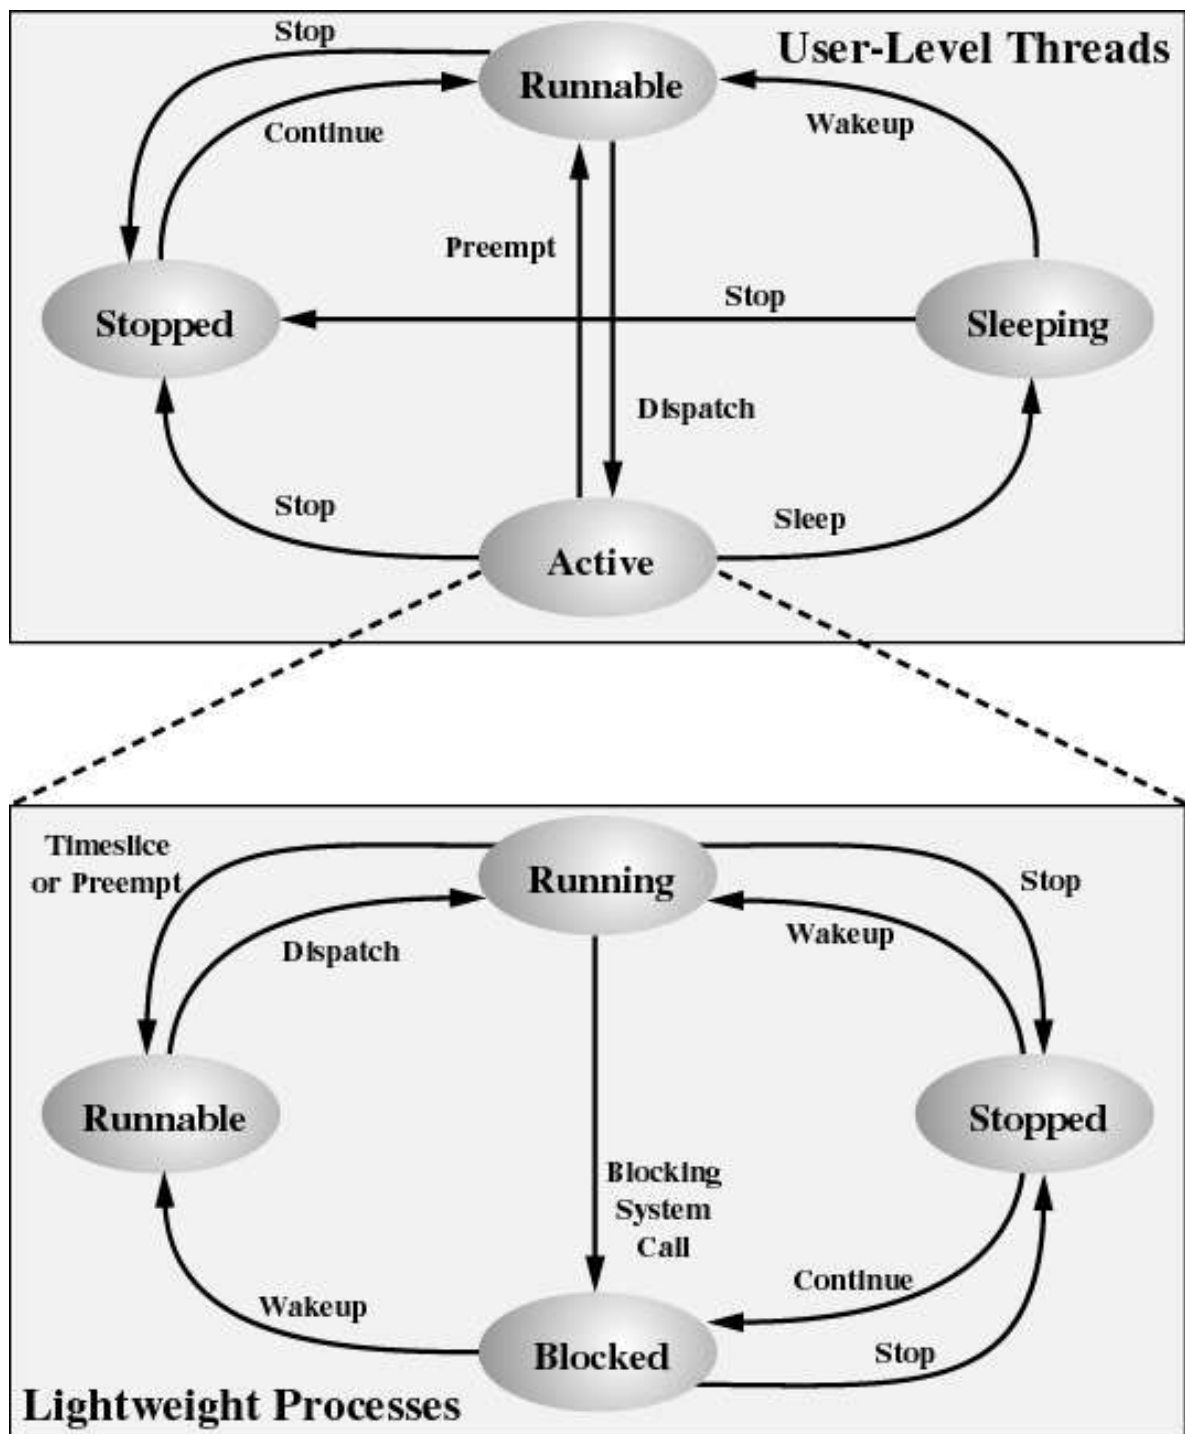 Stop
User-Level Threads
Runnable
Continue
Wakeup
Preempt
Stop
Stopped
Sleeping
Dispatch
Stop
Sleep
Active
Timeslice
or Preempt
Running
Stop
Dispatch
Wakeup
Runnable
Stopped
Blocking
System
Call
Continue
Wakeup
Blocked
Stop
Lightweight Processes